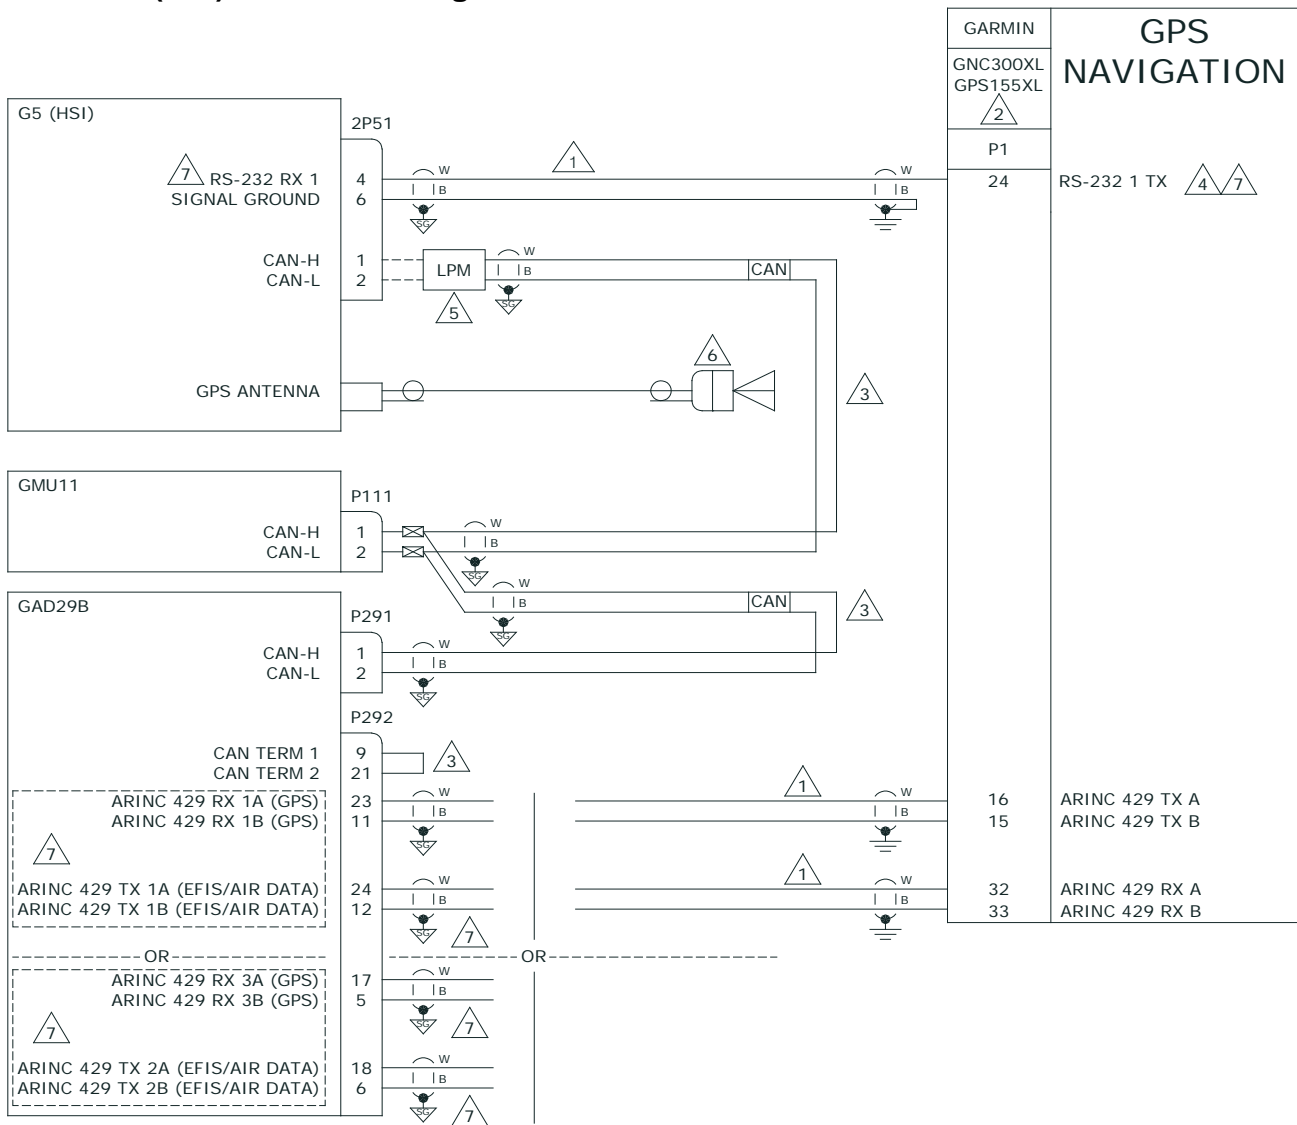 GARMIN
GPS
NAVIGATION
GNC300XL
GPS155XL
2
G5 (HSI)
2P51
P1
7 RS-232 RX 1 4 W B 1 W B 24 RS-232 1 TX 4 7
SIGNAL GROUND 6
SG
CAN-H 1 LPM W B CAN
CAN-L 2
5 SG
6
GPS ANTENNA
3
GMU11
P111
CAN-H 1 W
CAN-L 2 B
SG
W
B CAN 3
SG
GAD29B
P291
CAN-H 1 W
CAN-L 2 B
SG
P292
CAN TERM 1 9
CAN TERM 2 21
3
ARINC 429 RX 1A (GPS) 23 W 1 W 16 ARINC 429 TX A
ARINC 429 RX 1B (GPS) 11 B B 15 ARINC 429 TX B
7 SG
ARINC 429 TX 1A (EFIS/AIR DATA) 24 W 1 W 32 ARINC 429 RX A
ARINC 429 TX 1B (EFIS/AIR DATA) 12 B B 33 ARINC 429 RX B
SG 7
OR OR
ARINC 429 RX 3A (GPS) 17 W
ARINC 429 RX 3B (GPS) 5 B
7 SG 7
ARINC 429 TX 2A (EFIS/AIR DATA) 18 W
ARINC 429 TX 2B (EFIS/AIR DATA) 6 B
SG 7